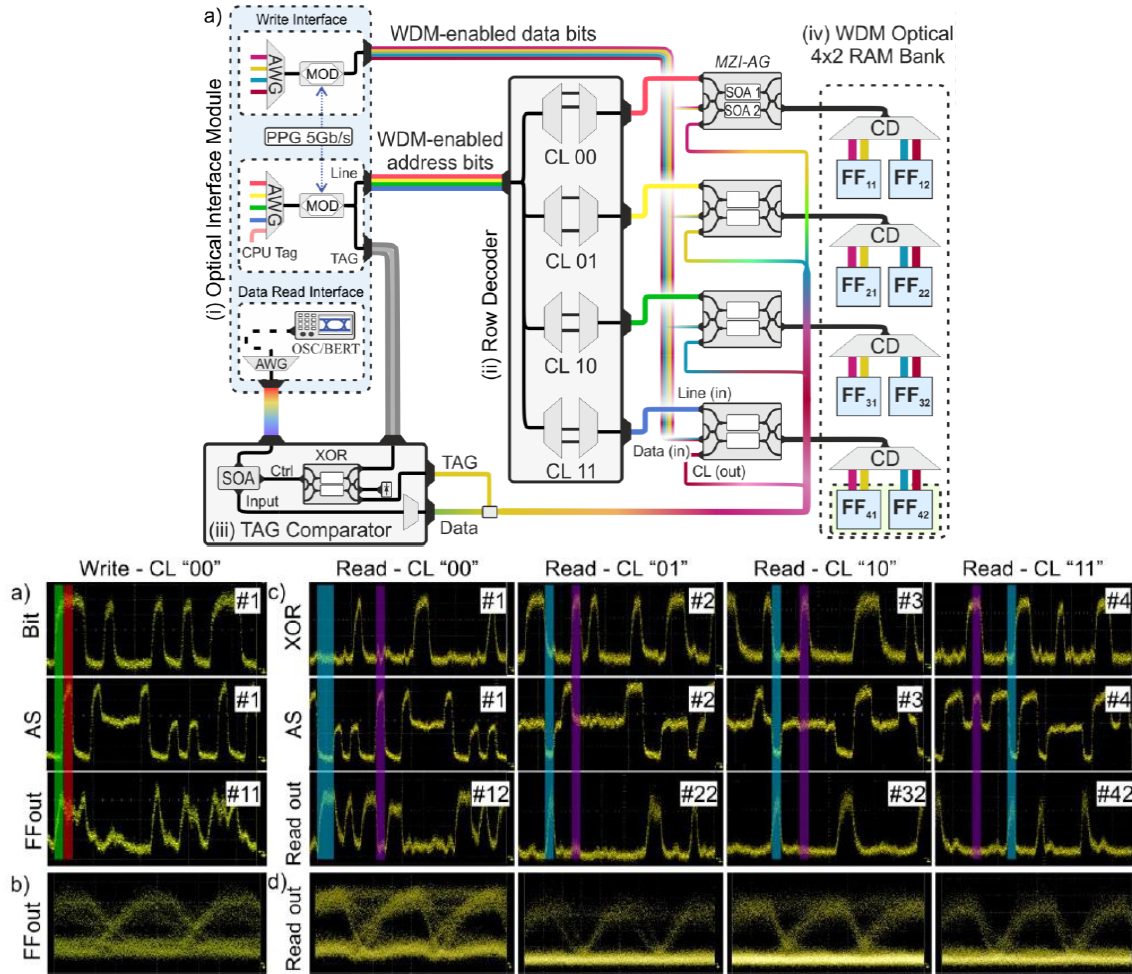 a)
Write Interface
AWG
MOD
PPG 5Gb/s
AWG
MOD
Line
CPU Tag
TAG
(i) Optical Interface Module
Data Read Interface
OSC/BERT
AWG
WDM-enabled data bits
WDM-enabled
address bits
(ii) Row Decoder
CL 00
CL 01
CL 10
CL 11
MZI-AG
SOA 1
SOA 2
Line (in)
Data (in)
CL (out)
(iv) WDM Optical
4x2 RAM Bank
CD
FF11 FF12
CD
FF21 FF22
CD
FF31 FF32
CD
FF41 FF42
XOR
SOA
Ctrl
Input
TAG
Data
(iii) TAG Comparator
Write - CL “00” Read - CL “00” Read - CL “01” Read - CL “10” Read - CL “11”
a) c)
Bit #1 XOR #1 #2 #3 #4
AS #1 AS #1 #2 #3 #4
FFout #11 Read out #12 #22 #32 #42
b) d)
FFout Read out